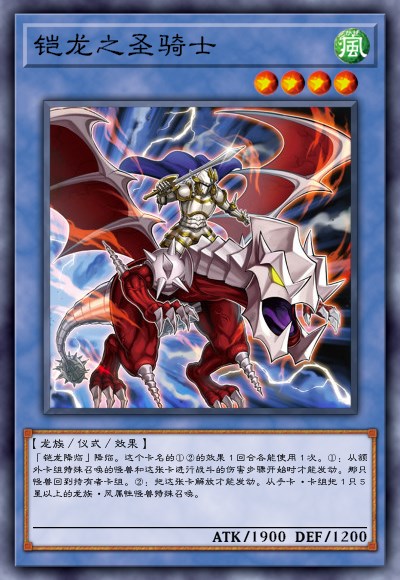 铠龙之圣骑士
風
【龙族/仪式/效果】
「铠龙降临」降临。这个卡名的①②的效果1回合各能使用1次。①：从额
外卡组特殊召唤的怪兽和这张卡进行战斗的伤害步骤开始时才能发动。那只
怪兽回到持有者卡组。②：把这张卡解放才能发动。从手卡·卡组把1只5
星以上的龙族·风属性怪兽特殊召唤。
ATK/1900 DEF/1200